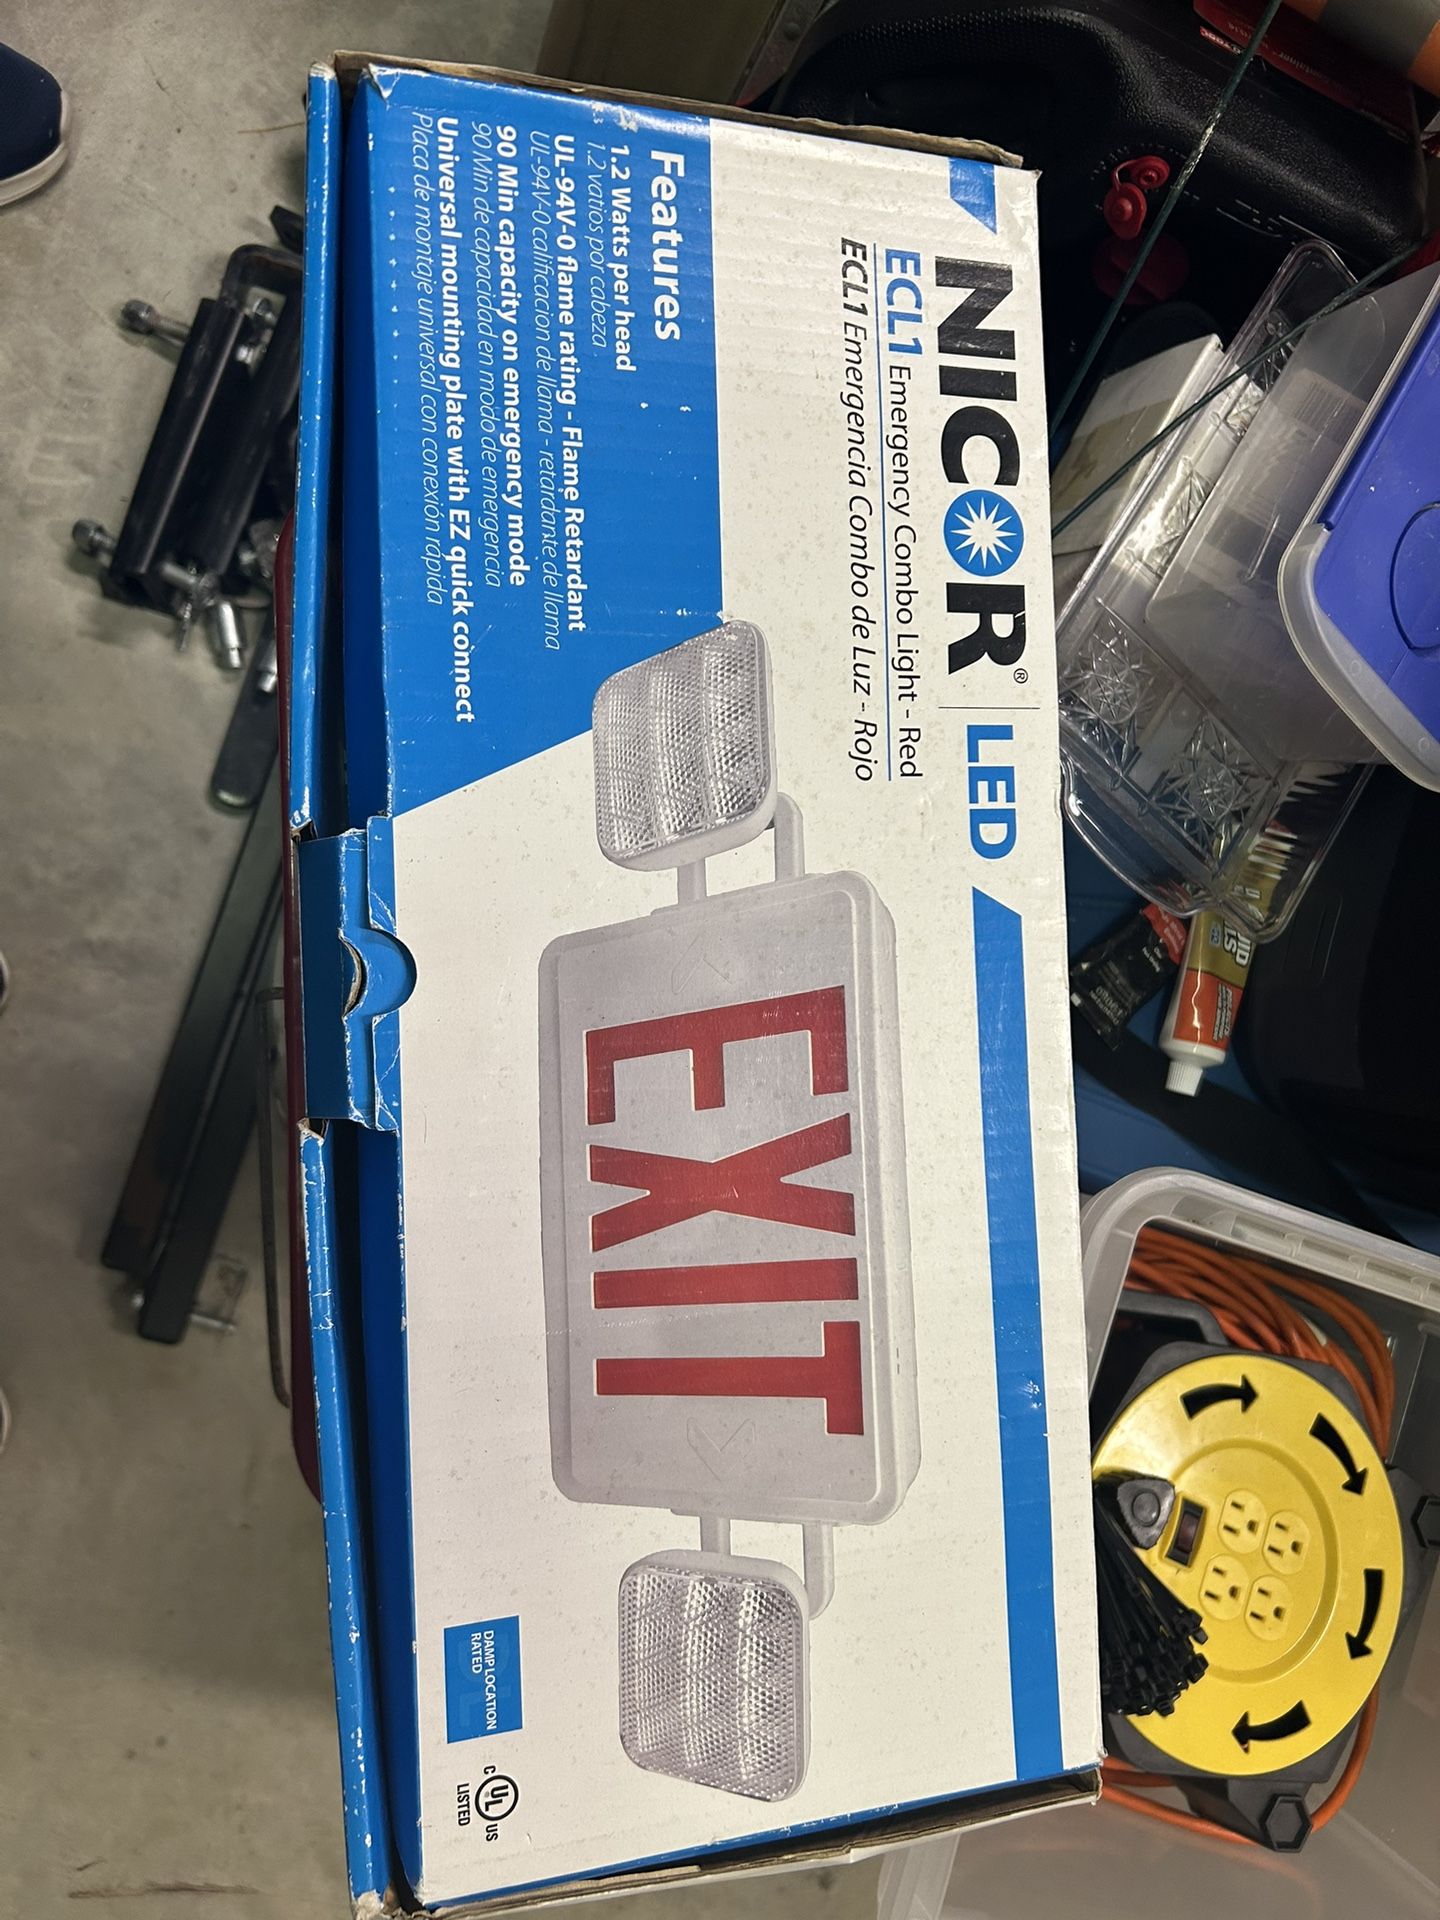 NICOR® LED
ECL1 Emergency Combo Light - Red
ECL1 Emergencia Combo de Luz - Rojo
Features
1.2 Watts per head
1.2 vatios por cabeza
UL-94V-0 flame rating - Flame Retardant
UL-94V-0 calificacion de llama - retardante de llama
90 Min capacity on emergency mode
90 Min de capacidad en modo de emergencia
Universal mounting plate with EZ quick connect
Placa de montaje universal con conexión rápida
EXIT
DAMP LOCATION
RATED
C UL US
LISTED